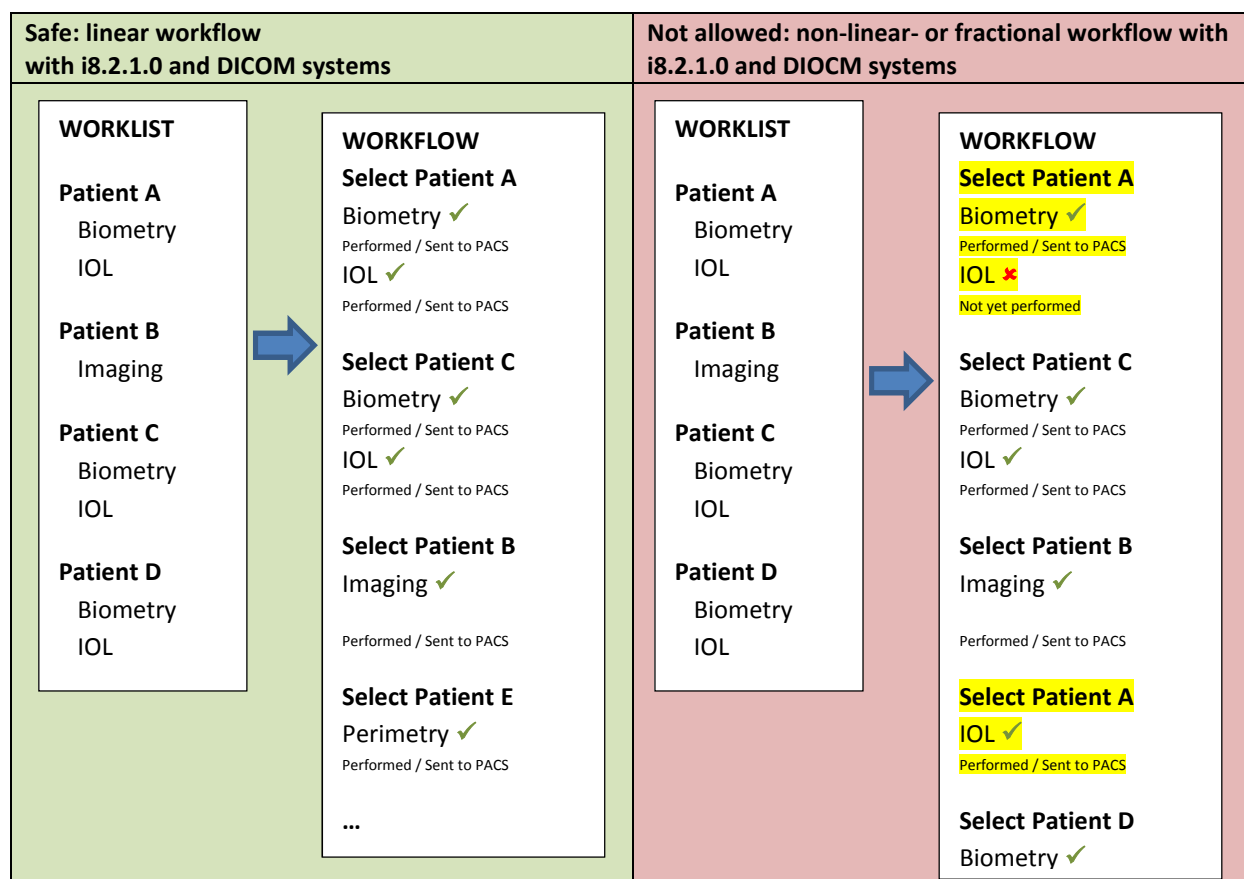 Safe: linear workflow
with i8.2.1.0 and DICOM systems
WORKLIST
Patient A
Biometry
IOL
Patient B
Imaging
Patient C
Biometry
IOL
Patient D
Biometry
IOL
WORKFLOW
Select Patient A
Biometry ✓
Performed / Sent to PACS
IOL ✓
Performed / Sent to PACS
Select Patient C
Biometry ✓
Performed / Sent to PACS
IOL ✓
Performed / Sent to PACS
Select Patient B
Imaging ✓
Performed / Sent to PACS
Select Patient E
Perimetry ✓
Performed / Sent to PACS
...
Not allowed: non-linear- or fractional workflow with
i8.2.1.0 and DIOCM systems
WORKLIST
Patient A
Biometry
IOL
Patient B
Imaging
Patient C
Biometry
IOL
Patient D
Biometry
IOL
WORKFLOW
Select Patient A
Biometry ✓
Performed / Sent to PACS
IOL ✘
Not yet performed
Select Patient C
Biometry ✓
Performed / Sent to PACS
IOL ✓
Performed / Sent to PACS
Select Patient B
Imaging ✓
Performed / Sent to PACS
Select Patient A
IOL ✓
Performed / Sent to PACS
Select Patient D
Biometry ✓